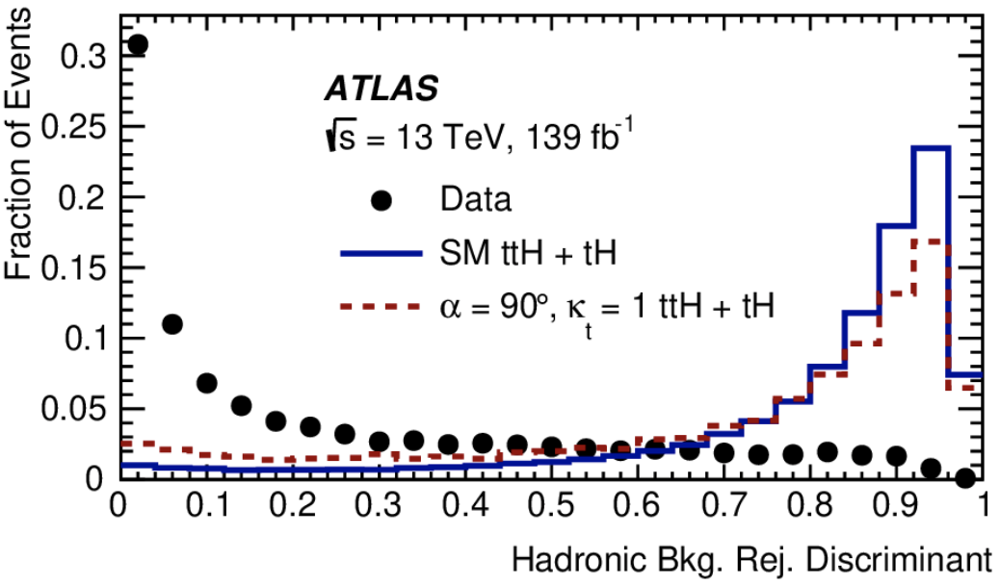 Fraction of Events
0.3
0.25
0.2
0.15
0.1
0.05
0
ATLAS
√s = 13 TeV, 139 fb⁻¹
Data
SM ttH + tH
α = 90°, κₜ = 1 ttH + tH
0 0.1 0.2 0.3 0.4 0.5 0.6 0.7 0.8 0.9 1
Hadronic Bkg. Rej. Discriminant